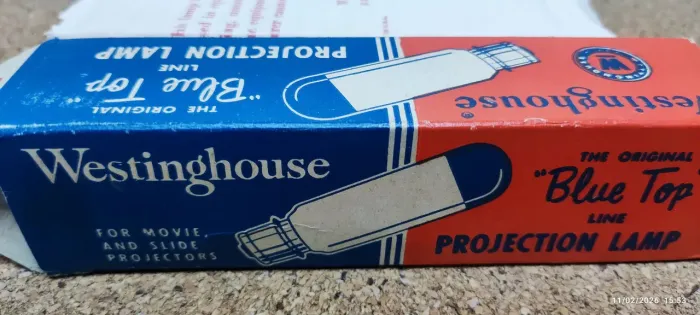 THE ORIGINAL
"Blue Top"
LINE
PROJECTION LAMP
W
Westinghouse
Westinghouse
FOR MOVIE,
AND SLIDE
PROJECTORS
THE ORIGINAL
"Blue Top"
LINE
PROJECTION LAMP
11/02/2026 15:53